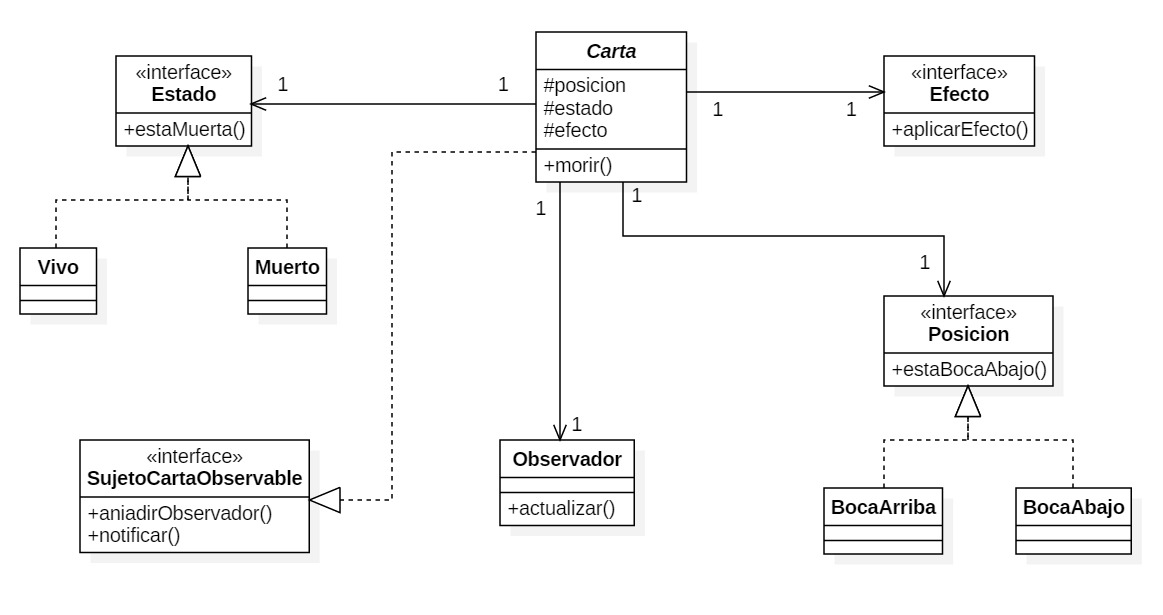 Carta
#posicion
#estado
#efecto
+morir()
«interface»
Estado
+estaMuerta()
1
1
1
1
«interface»
Efecto
+aplicarEfecto()
1
1
Vivo
Muerto
1
«interface»
Posicion
+estaBocaAbajo()
1
«interface»
SujetoCartaObservable
+aniadirObservador()
+notificar()
Observador
+actualizar()
BocaArriba
BocaAbajo